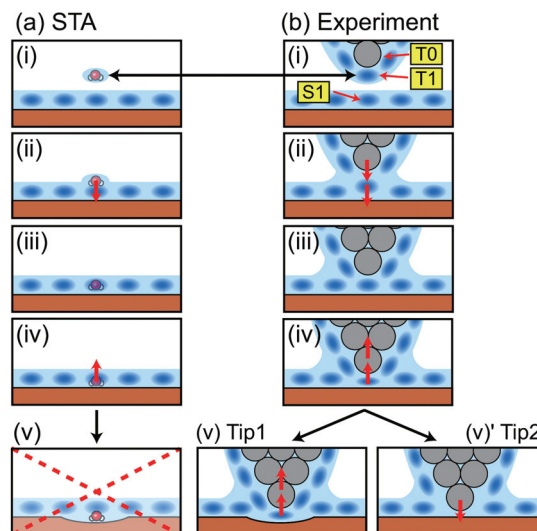 (a) STA
(b) Experiment
(i)
(i)
T0
T1
S1
(ii)
(ii)
(iii)
(iii)
(iv)
(iv)
(v)
(v) Tip1
(v)' Tip2